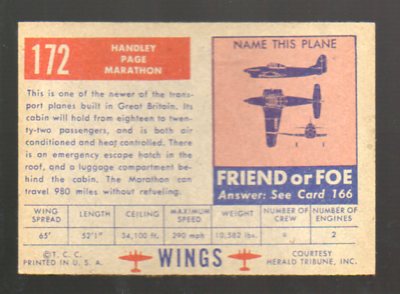 172
HANDLEY
PAGE
MARATHON
This is one of the newer of the trans-
port planes built in Great Britain. Its
cabin will hold from eighteen to twen-
ty-two passengers, and is both air
conditioned and heat controlled. There
is an emergency escape hatch in the
roof, and a luggage compartment be-
hind the cabin. The Marathon can
travel 980 miles without refueling.
NAME THIS PLANE
FRIEND or FOE
Answer: See Card 166
WING SPREAD LENGTH CEILING MAXIMUM SPEED WEIGHT NUMBER OF CREW NUMBER OF ENGINES
65' 52'1" 34,100 ft. 290 mph 10,582 lbs. 2
© T. C. C.
PRINTED IN U. S. A.
WINGS
COURTESY
HERALD TRIBUNE, INC.